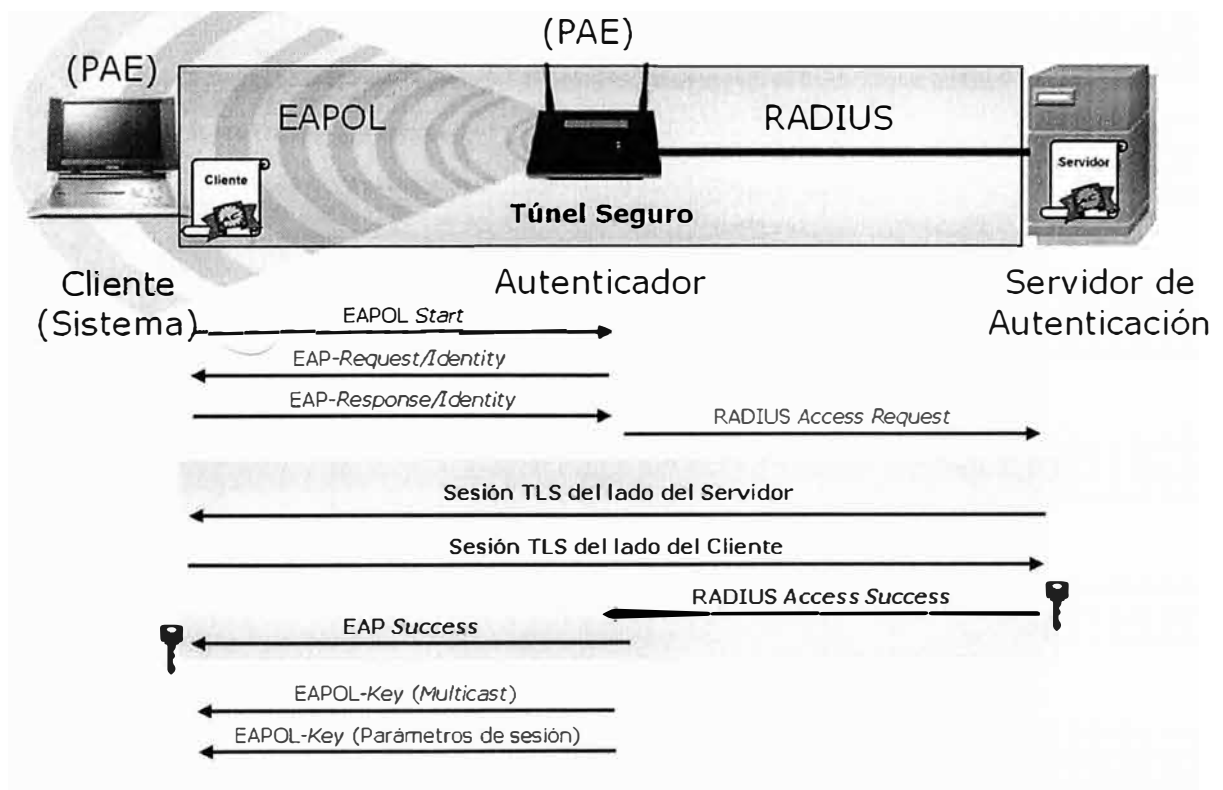 (PAE)
(PAE)
EAPOL
RADIUS
Cliente
Servidor
Túnel Seguro
Cliente
(Sistema)
Autenticador
Servidor de
Autenticación
EAPOL Start
EAP-Request/Identity
EAP-Response/Identity
RADIUS Access Request
Sesión TLS del lado del Servidor
Sesión TLS del lado del Cliente
RADIUS Access Success
EAP Success
EAPOL-Key (Multicast)
EAPOL-Key (Parámetros de sesión)